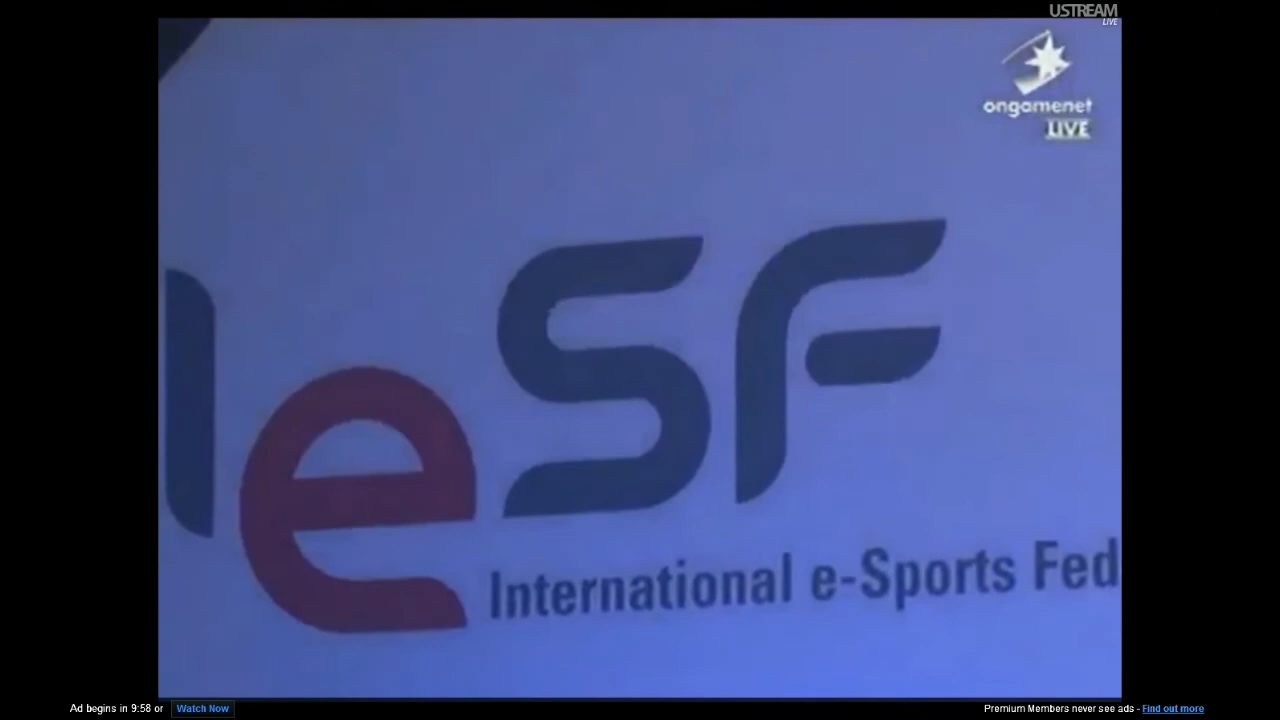 USTREAM
LIVE
ongamenet
LIVE
IeSF
International e-Sports Fed
Ad begins in 9:58 or Watch Now
Premium Members never see ads - Find out more